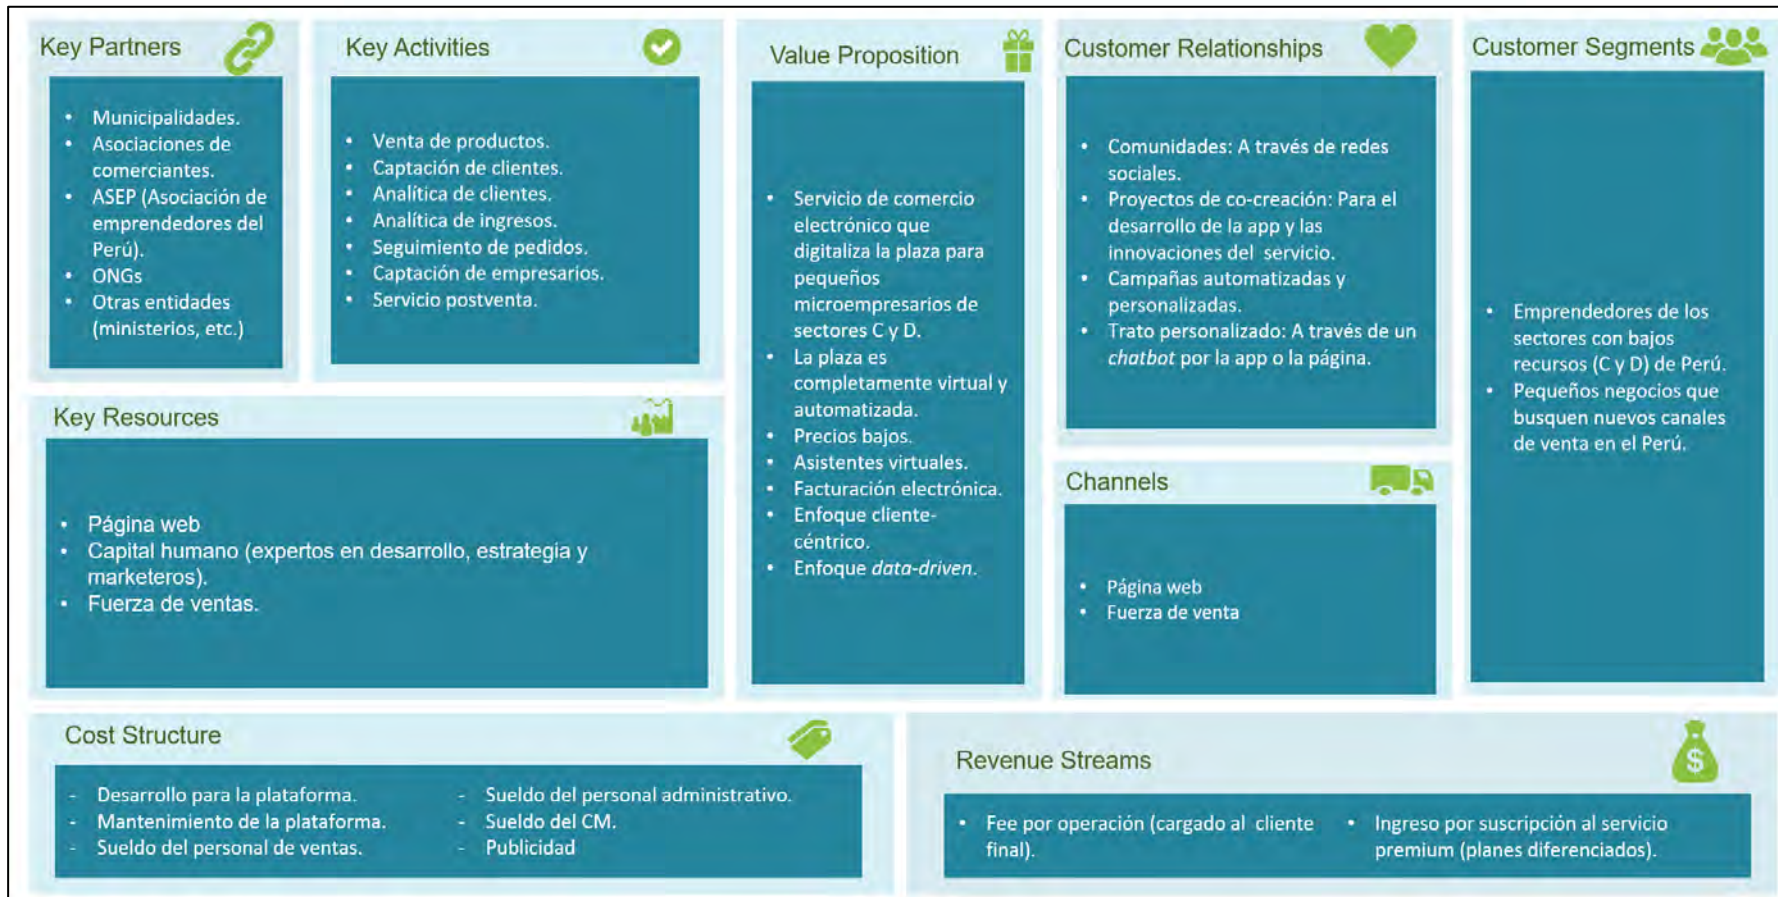 Key Partners
• Municipalidades.
• Asociaciones de
comerciantes.
• ASEP (Asociación de
emprendedores del
Perú).
• ONGs
• Otras entidades
(ministerios, etc.)
Key Activities
• Venta de productos.
• Captación de clientes.
• Analítica de clientes.
• Analítica de ingresos.
• Seguimiento de pedidos.
• Captación de empresarios.
• Servicio postventa.
Key Resources
• Página web
• Capital humano (expertos en desarrollo, estrategia y
marketeros).
• Fuerza de ventas.
Value Proposition
• Servicio de comercio
electrónico que
digitaliza la plaza para
pequeños
microempresarios de
sectores C y D.
• La plaza es
completamente virtual y
automatizada.
• Precios bajos.
• Asistentes virtuales.
• Facturación electrónica.
• Enfoque cliente-
céntrico.
• Enfoque data-driven.
Customer Relationships
• Comunidades: A través de redes
sociales.
• Proyectos de co-creación: Para el
desarrollo de la app y las
innovaciones del servicio.
• Campañas automatizadas y
personalizadas.
• Trato personalizado: A través de un
chatbot por la app o la página.
Channels
• Página web
• Fuerza de venta
Customer Segments
• Emprendedores de los
sectores con bajos
recursos (C y D) de Perú.
• Pequeños negocios que
busquen nuevos canales
de venta en el Perú.
Cost Structure
- Desarrollo para la plataforma.
- Mantenimiento de la plataforma.
- Sueldo del personal de ventas.
- Sueldo del personal administrativo.
- Sueldo del CM.
- Publicidad
Revenue Streams
$
• Fee por operación (cargado al cliente
final).
• Ingreso por suscripción al servicio
premium (planes diferenciados).